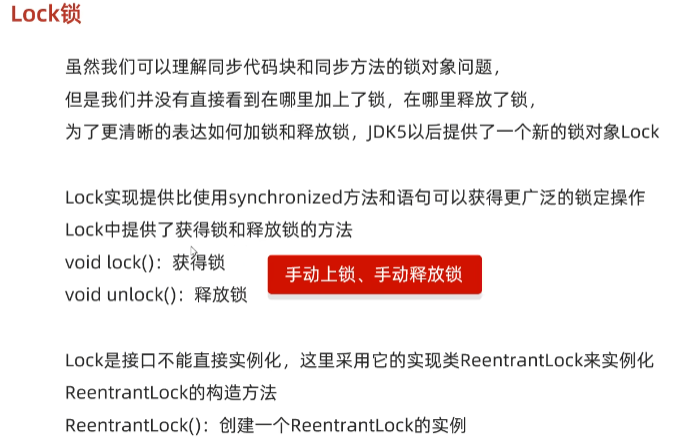 Lock锁
虽然我们可以理解同步代码块和同步方法的锁对象问题，
但是我们并没有直接看到在哪里加上了锁，在哪里释放了锁，
为了更清晰的表达如何加锁和释放锁，JDK5以后提供了一个新的锁对象Lock
Lock实现提供比使用synchronized方法和语句可以获得更广泛的锁定操作
Lock中提供了获得锁和释放锁的方法
void lock()：获得锁
void unlock()：释放锁
手动上锁、手动释放锁
Lock是接口不能直接实例化，这里采用它的实现类ReentrantLock来实例化
ReentrantLock的构造方法
ReentrantLock()：创建一个ReentrantLock的实例